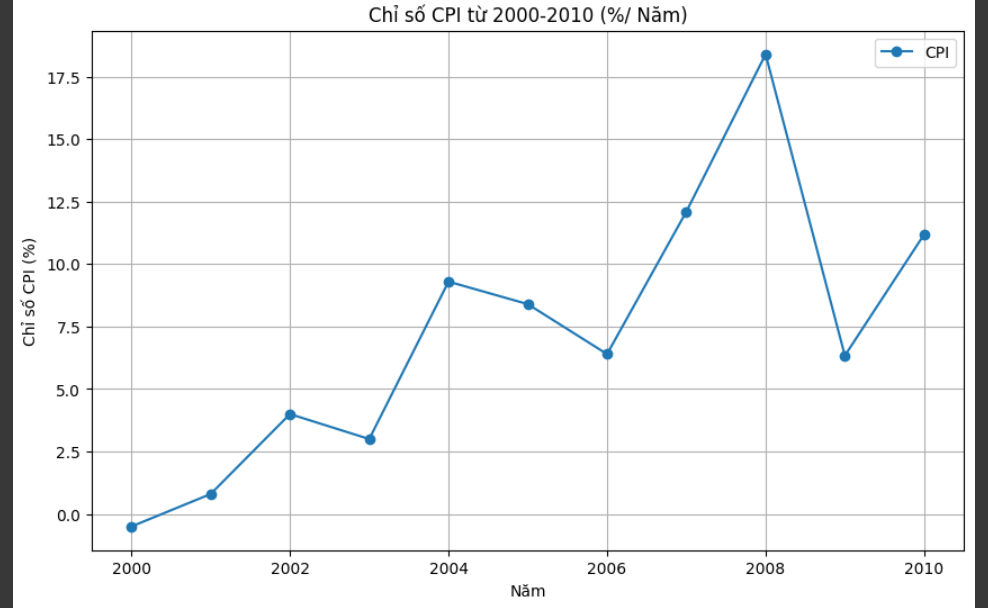 Chỉ số CPI từ 2000-2010 (%/ Năm)
CPI
Chỉ số CPI (%)
17.5
15.0
12.5
10.0
7.5
5.0
2.5
0.0
2000 2002 2004 2006 2008 2010
Năm